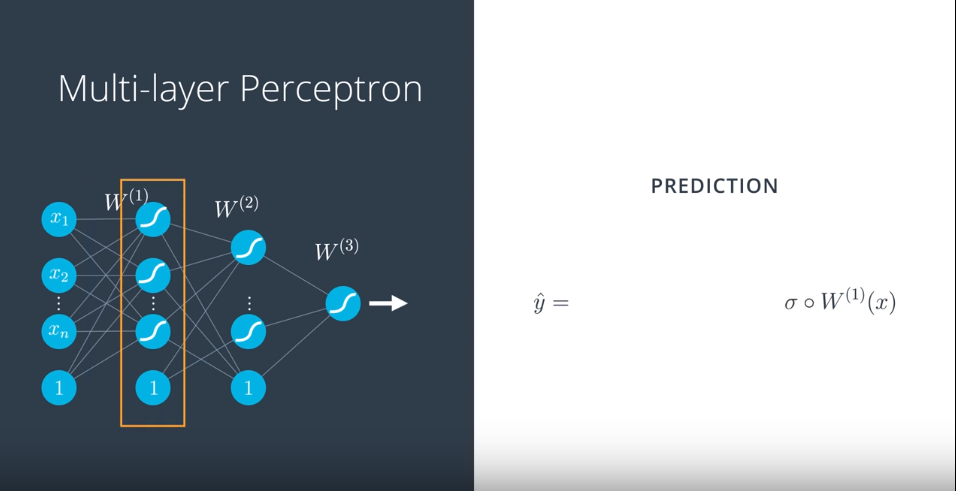 Multi-layer Perceptron
W^(1)
W^(2)
W^(3)
x_1
x_2
⋮ ⋮ ⋮
x_n
1 1 1
PREDICTION
ŷ = σ ∘ W^(1)(x)